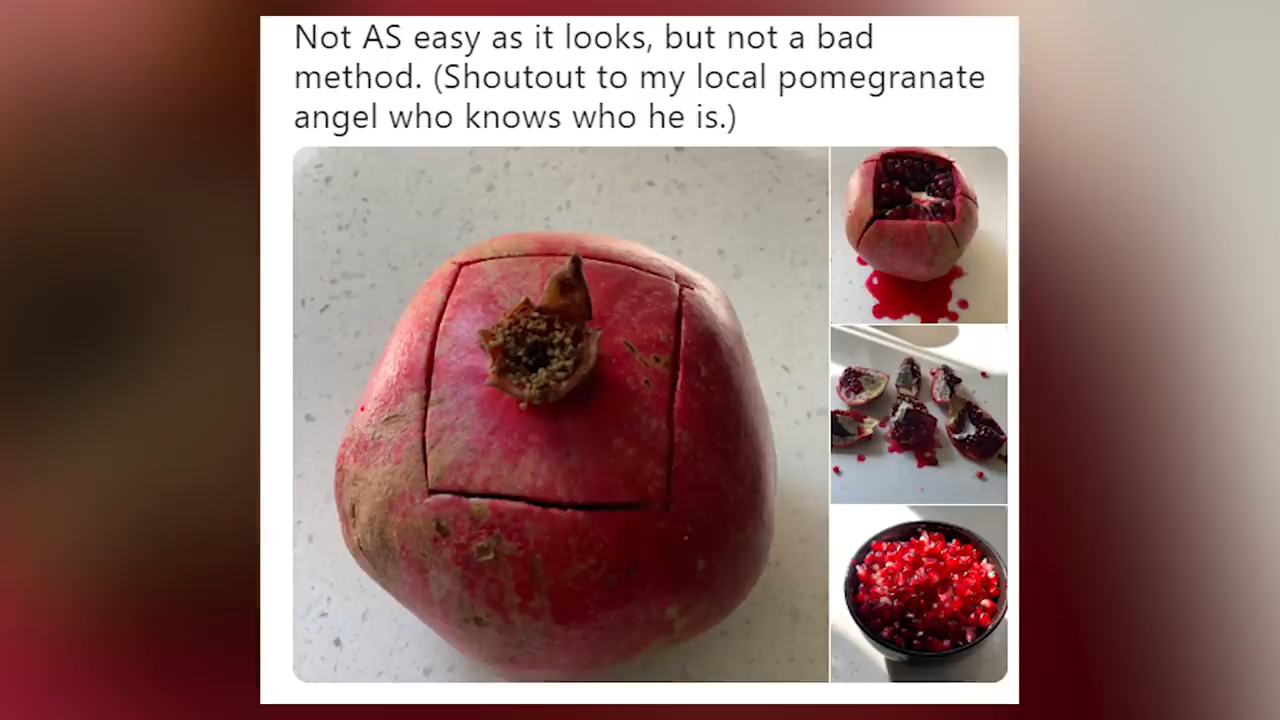 Not AS easy as it looks, but not a bad
method. (Shoutout to my local pomegranate
angel who knows who he is.)